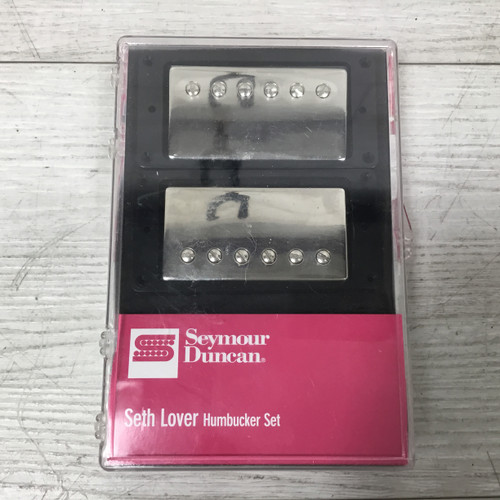 Seymour
Duncan®
Seth Lover Humbucker Set